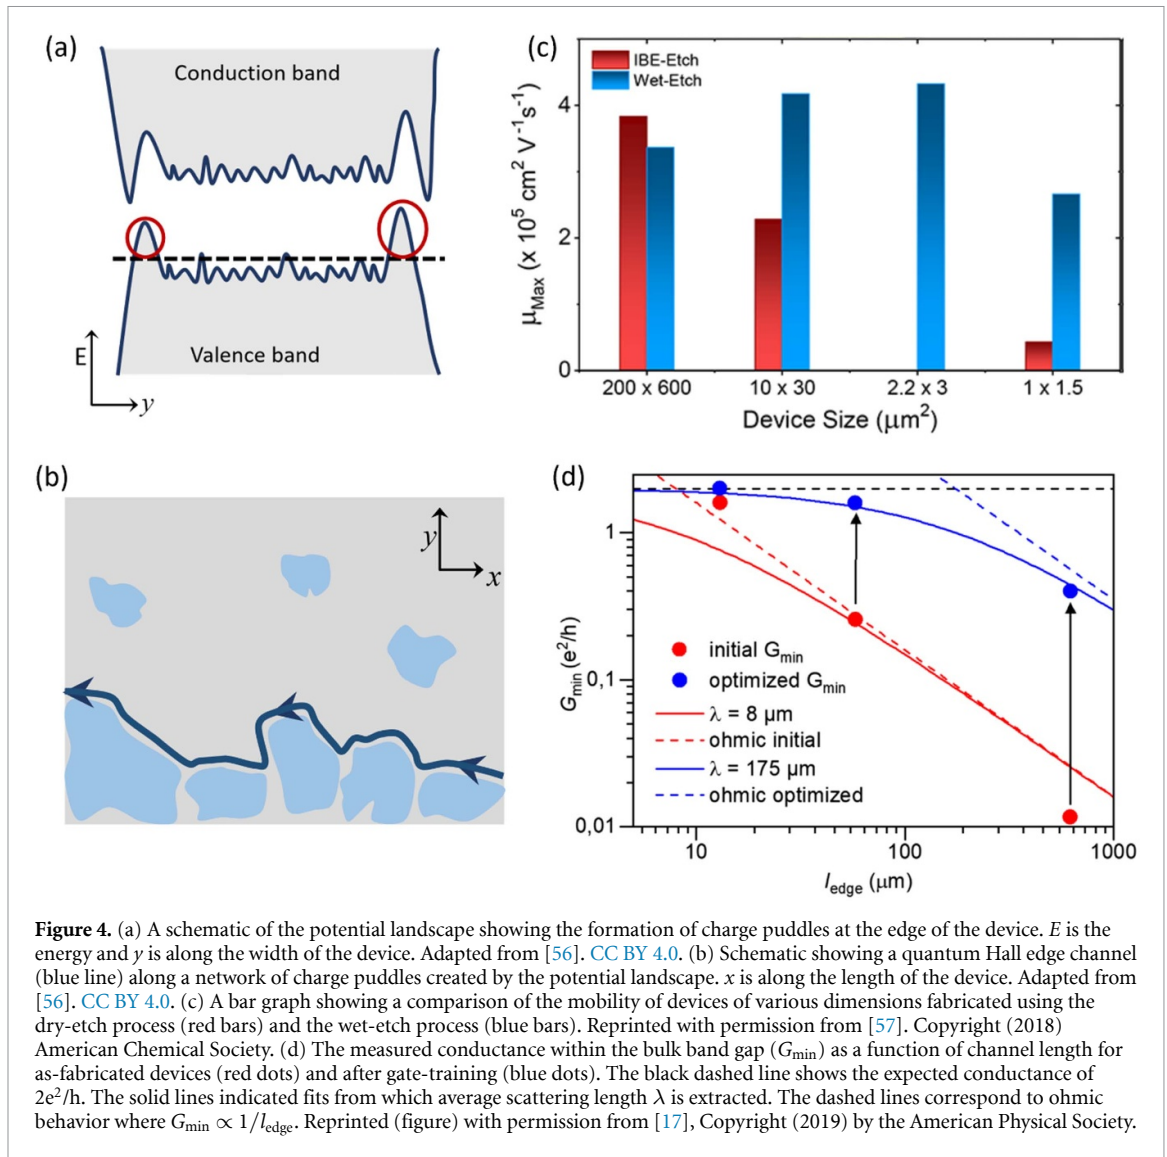 (a)
Conduction band
Valence band
E
y
(c)
IBE-Etch
Wet-Etch
μMax (x 10⁵ cm² V⁻¹s⁻¹)
4
2
0
200 x 600
10 x 30
2.2 x 3
1 x 1.5
Device Size (μm²)
(b)
y
x
(d)
Gmin (e²/h)
1
0,1
0,01
initial Gmin
optimized Gmin
λ = 8 μm
ohmic initial
λ = 175 μm
ohmic optimized
10
100
1000
ledge (μm)
Figure 4. (a) A schematic of the potential landscape showing the formation of charge puddles at the edge of the device. E is the
energy and y is along the width of the device. Adapted from [56]. CC BY 4.0. (b) Schematic showing a quantum Hall edge channel
(blue line) along a network of charge puddles created by the potential landscape. x is along the length of the device. Adapted from
[56]. CC BY 4.0. (c) A bar graph showing a comparison of the mobility of devices of various dimensions fabricated using the
dry-etch process (red bars) and the wet-etch process (blue bars). Reprinted with permission from [57]. Copyright (2018)
American Chemical Society. (d) The measured conductance within the bulk band gap (Gmin) as a function of channel length for
as-fabricated devices (red dots) and after gate-training (blue dots). The black dashed line shows the expected conductance of
2e²/h. The solid lines indicated fits from which average scattering length λ is extracted. The dashed lines correspond to ohmic
behavior where Gmin ∝ 1/ledge. Reprinted (figure) with permission from [17], Copyright (2019) by the American Physical Society.